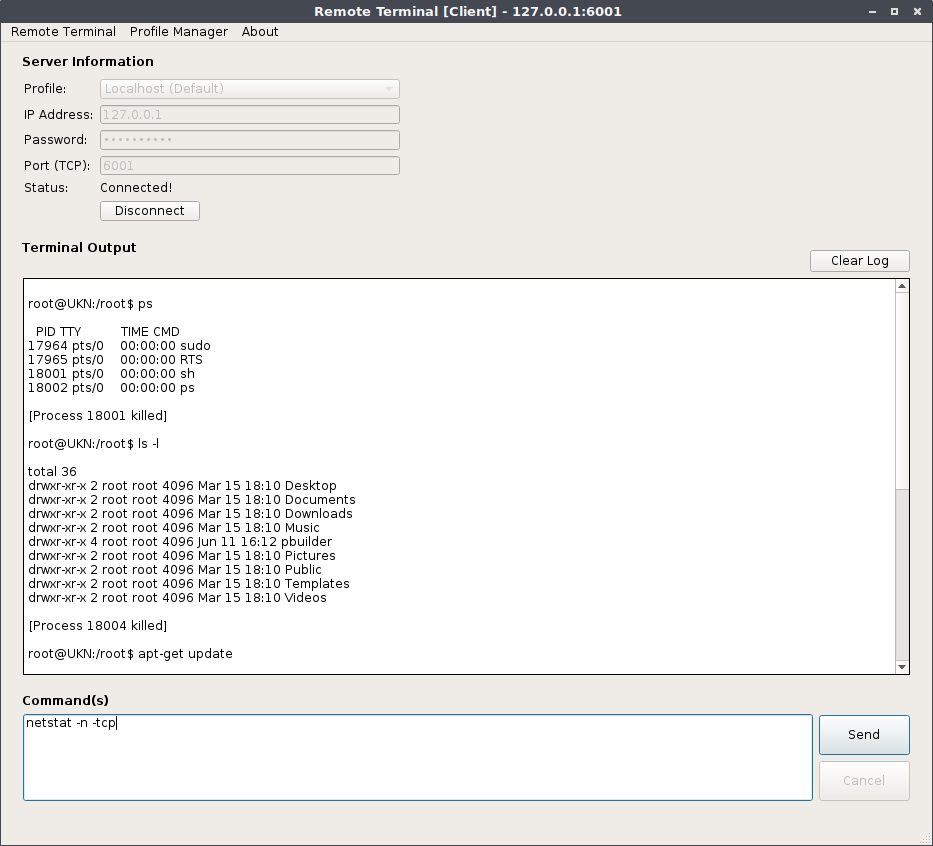 Remote Terminal [Client] - 127.0.0.1:6001
Remote Terminal Profile Manager About
Server Information
Profile: Localhost (Default)
IP Address: 127.0.0.1
Password: ••••••••••
Port (TCP): 6001
Status: Connected!
Disconnect
Terminal Output
Clear Log
root@UKN:/root$ ps
PID TTY TIME CMD
17964 pts/0 00:00:00 sudo
17965 pts/0 00:00:00 RTS
18001 pts/0 00:00:00 sh
18002 pts/0 00:00:00 ps
[Process 18001 killed]
root@UKN:/root$ ls -l
total 36
drwxr-xr-x 2 root root 4096 Mar 15 18:10 Desktop
drwxr-xr-x 2 root root 4096 Mar 15 18:10 Documents
drwxr-xr-x 2 root root 4096 Mar 15 18:10 Downloads
drwxr-xr-x 2 root root 4096 Mar 15 18:10 Music
drwxr-xr-x 4 root root 4096 Jun 11 16:12 pbuilder
drwxr-xr-x 2 root root 4096 Mar 15 18:10 Pictures
drwxr-xr-x 2 root root 4096 Mar 15 18:10 Public
drwxr-xr-x 2 root root 4096 Mar 15 18:10 Templates
drwxr-xr-x 2 root root 4096 Mar 15 18:10 Videos
[Process 18004 killed]
root@UKN:/root$ apt-get update
Command(s)
netstat -n -tcp
Send
Cancel